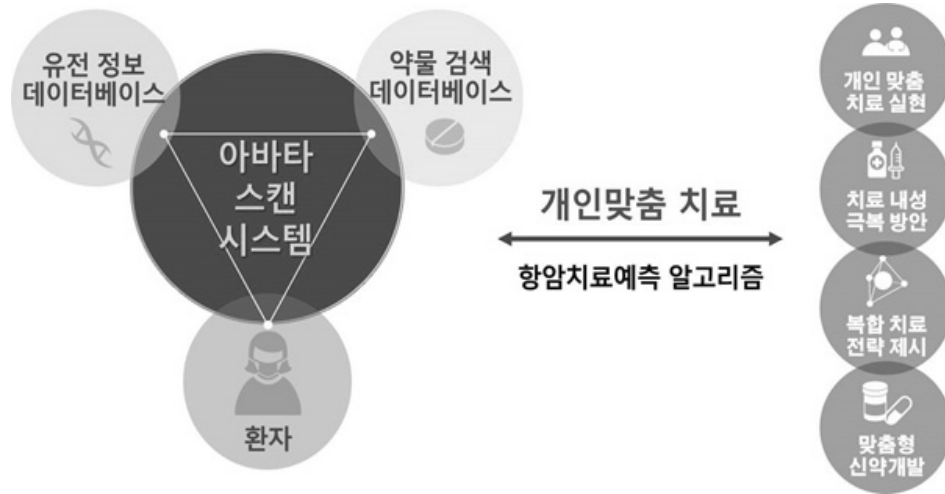 유전 정보
데이터베이스
약물 검색
데이터베이스
아바타
스캔
시스템
환자
개인맞춤 치료
항암치료예측 알고리즘
개인 맞춤
치료 실현
치료 내성
극복 방안
복합 치료
전략 제시
맞춤형
신약개발